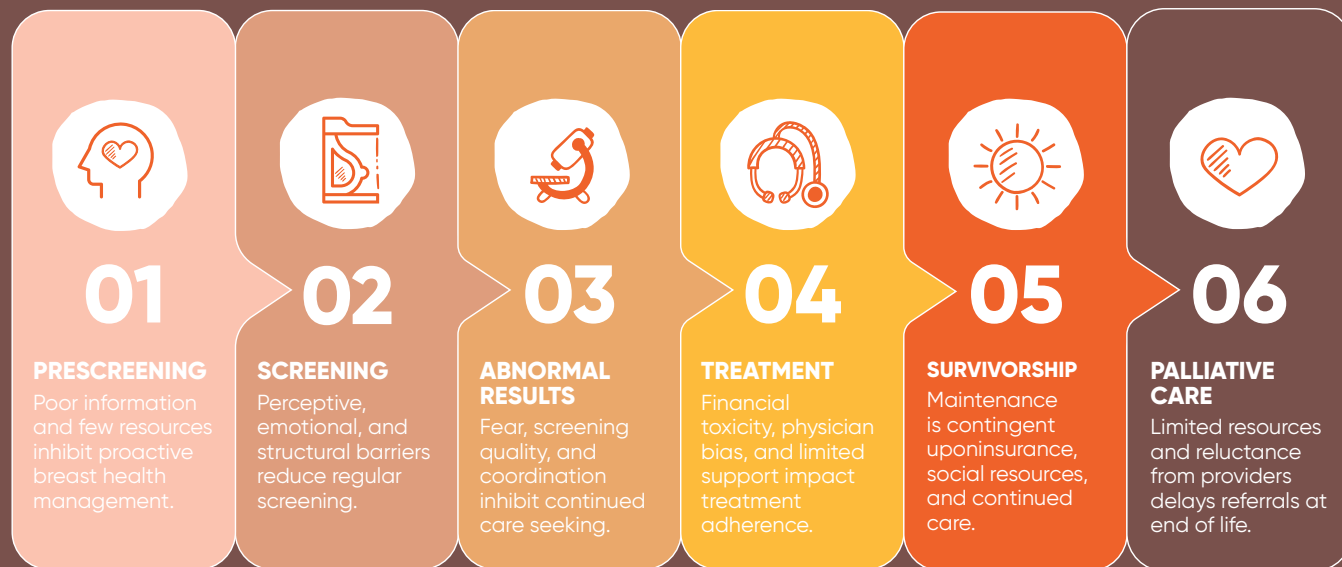 01
PRESCREENING
Poor information
and few resources
inhibit proactive
breast health
management.
02
SCREENING
Perceptive,
emotional, and
structural barriers
reduce regular
screening.
03
ABNORMAL
RESULTS
Fear, screening
quality, and
coordination
inhibit continued
care seeking.
04
TREATMENT
Financial
toxicity, physician
bias, and limited
support impact
treatment
adherence.
05
SURVIVORSHIP
Maintenance
is contingent
uponinsurance,
social resources,
and continued
care.
06
PALLIATIVE
CARE
Limited resources
and reluctance
from providers
delays referrals at
end of life.